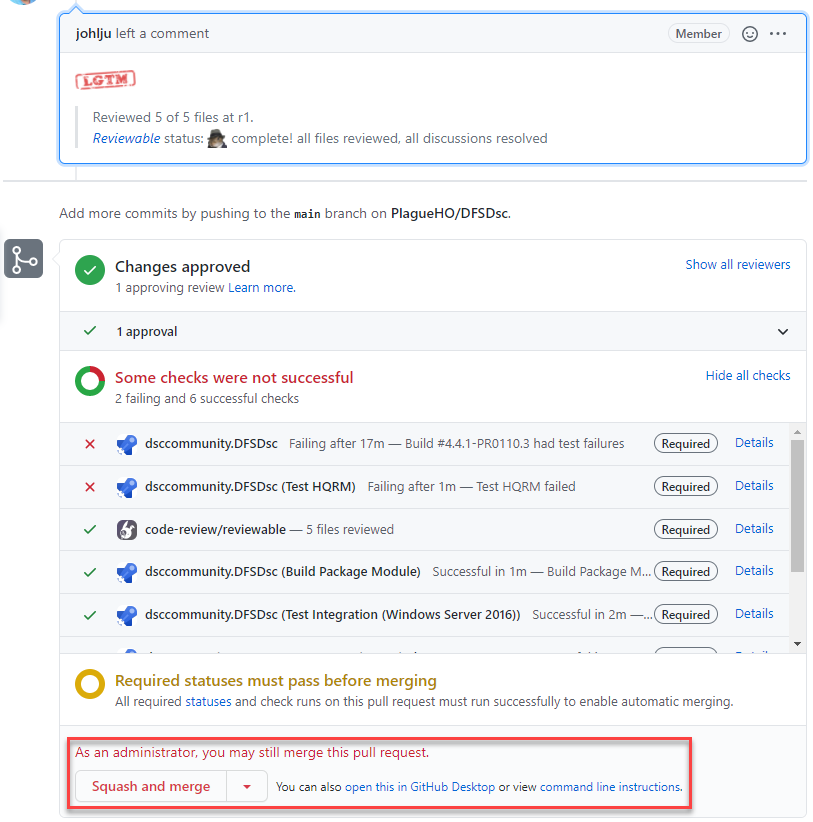 johlju left a comment
Member
LGTM
Reviewed 5 of 5 files at r1.
Reviewable status: complete! all files reviewed, all discussions resolved
Add more commits by pushing to the main branch on PlagueHO/DFSDsc.
Changes approved
Show all reviewers
1 approving review Learn more.
1 approval
Some checks were not successful
Hide all checks
2 failing and 6 successful checks
dsccommunity.DFSDsc Failing after 17m — Build #4.4.1-PR0110.3 had test failures Required Details
dsccommunity.DFSDsc (Test HQRM) Failing after 1m — Test HQRM failed Required Details
code-review/reviewable — 5 files reviewed Required Details
dsccommunity.DFSDsc (Build Package Module) Successful in 1m — Build Package M... Required Details
dsccommunity.DFSDsc (Test Integration (Windows Server 2016)) Successful in 2m —... Required Details
Required statuses must pass before merging
All required statuses and check runs on this pull request must run successfully to enable automatic merging.
As an administrator, you may still merge this pull request.
Squash and merge
You can also open this in GitHub Desktop or view command line instructions.